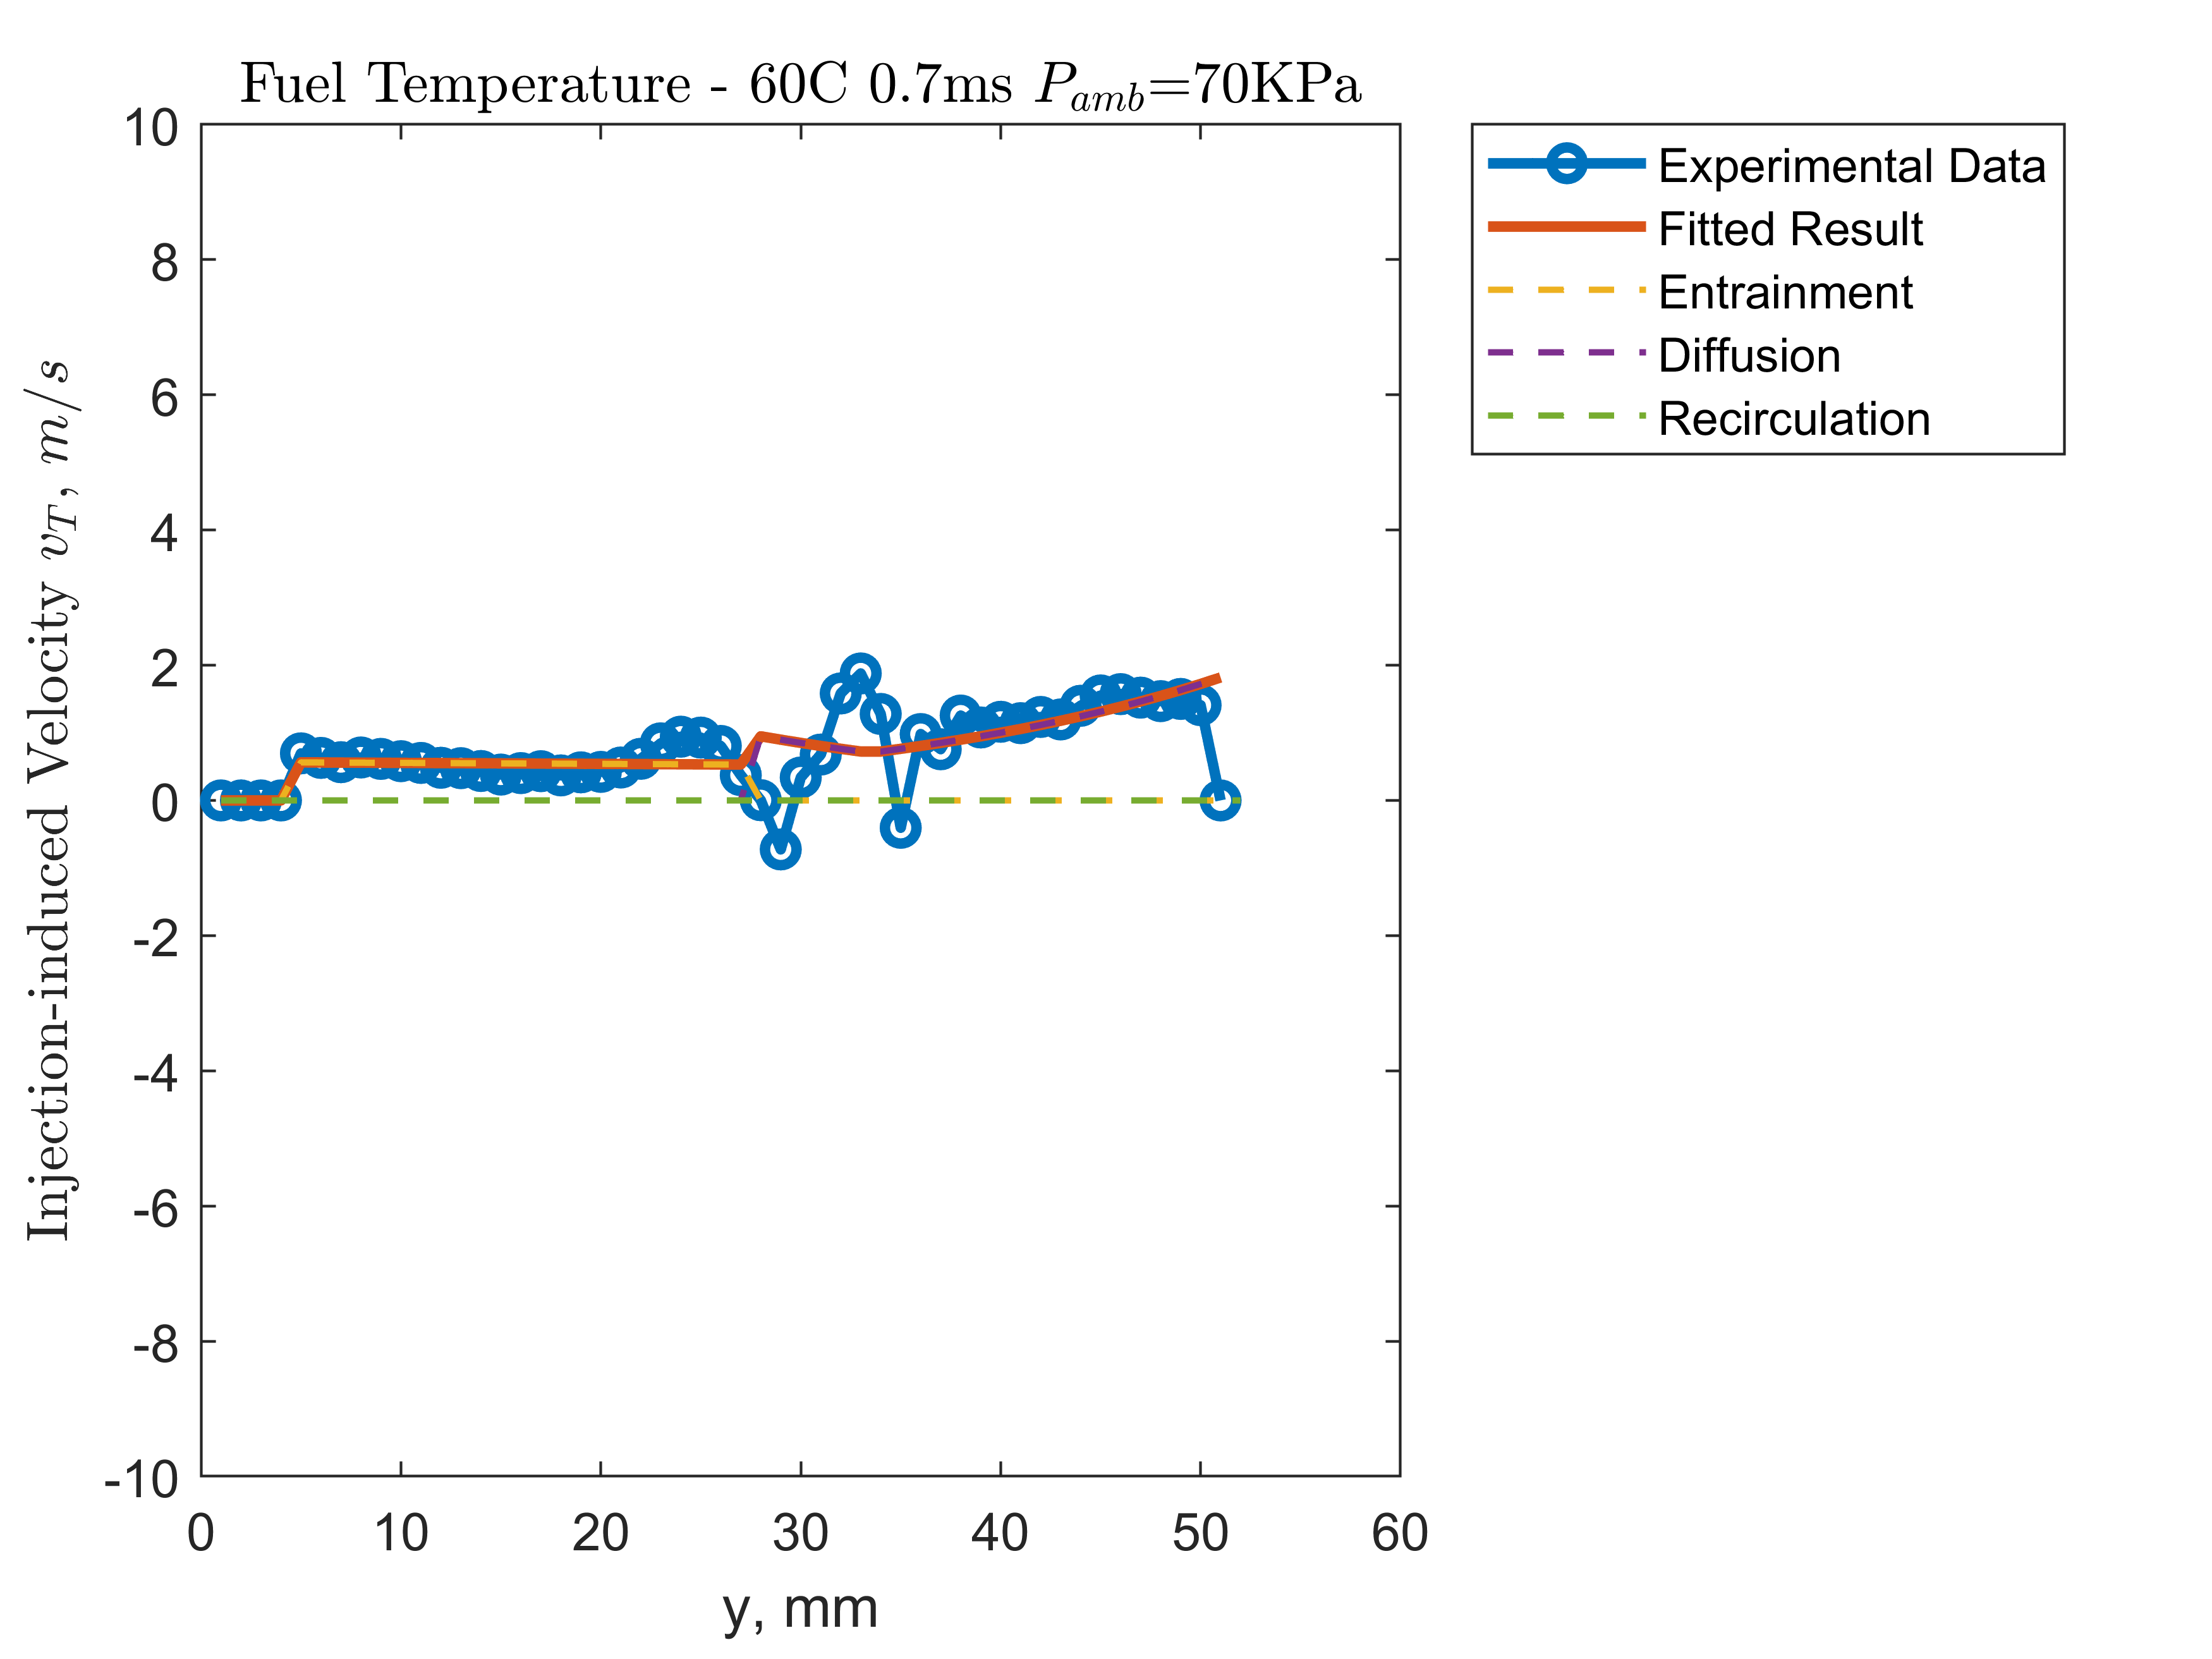 Fuel Temperature - 60C 0.7ms P_amb=70KPa
10
8
6
4
2
0
-2
-4
-6
-8
-10
Injection-induced Velocity v_T, m/s
0 10 20 30 40 50 60
y, mm
Experimental Data
Fitted Result
Entrainment
Diffusion
Recirculation